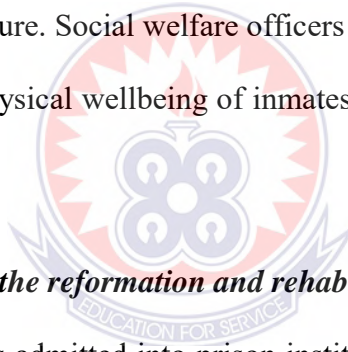 ure. Social welfare officers
ysical wellbeing of inmates
the reformation and rehab
EDUCATION FOR SERVICE
admitted into prison instit